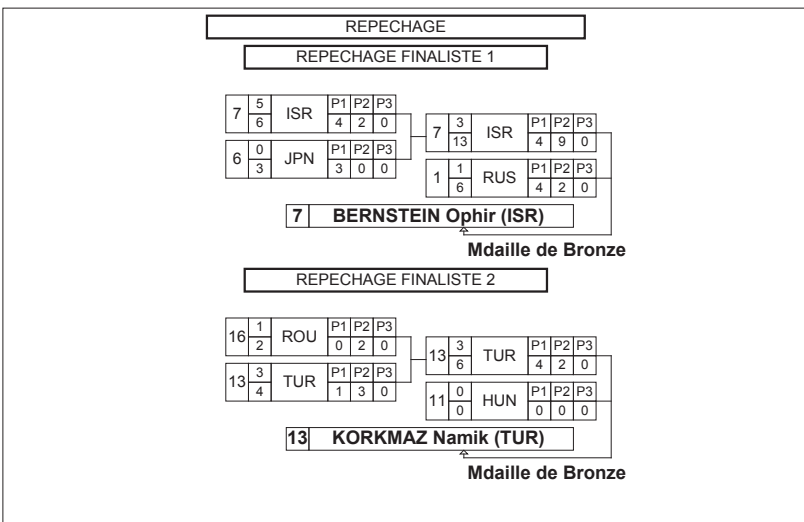 REPECHAGE
REPECHAGE FINALISTE 1
7 5 6 ISR P1 P2 P3 4 2 0
6 0 3 JPN P1 P2 P3 3 0 0
7 3 13 ISR P1 P2 P3 4 9 0
1 1 6 RUS P1 P2 P3 4 2 0
7 BERNSTEIN Ophir (ISR)
Mdaille de Bronze
REPECHAGE FINALISTE 2
16 1 2 ROU P1 P2 P3 0 2 0
13 3 4 TUR P1 P2 P3 1 3 0
13 3 6 TUR P1 P2 P3 4 2 0
11 0 0 HUN P1 P2 P3 0 0 0
13 KORKMAZ Namik (TUR)
Mdaille de Bronze